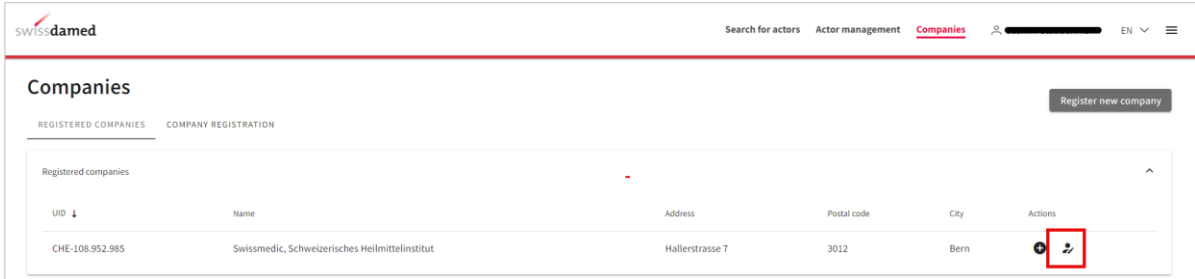 swissdamed
Search for actors Actor management Companies EN
Companies
Register new company
REGISTERED COMPANIES COMPANY REGISTRATION
Registered companies
UID Name Address Postal code City Actions
CHE-108.952.985 Swissmedic, Schweizerisches Heilmittelinstitut Hallerstrasse 7 3012 Bern